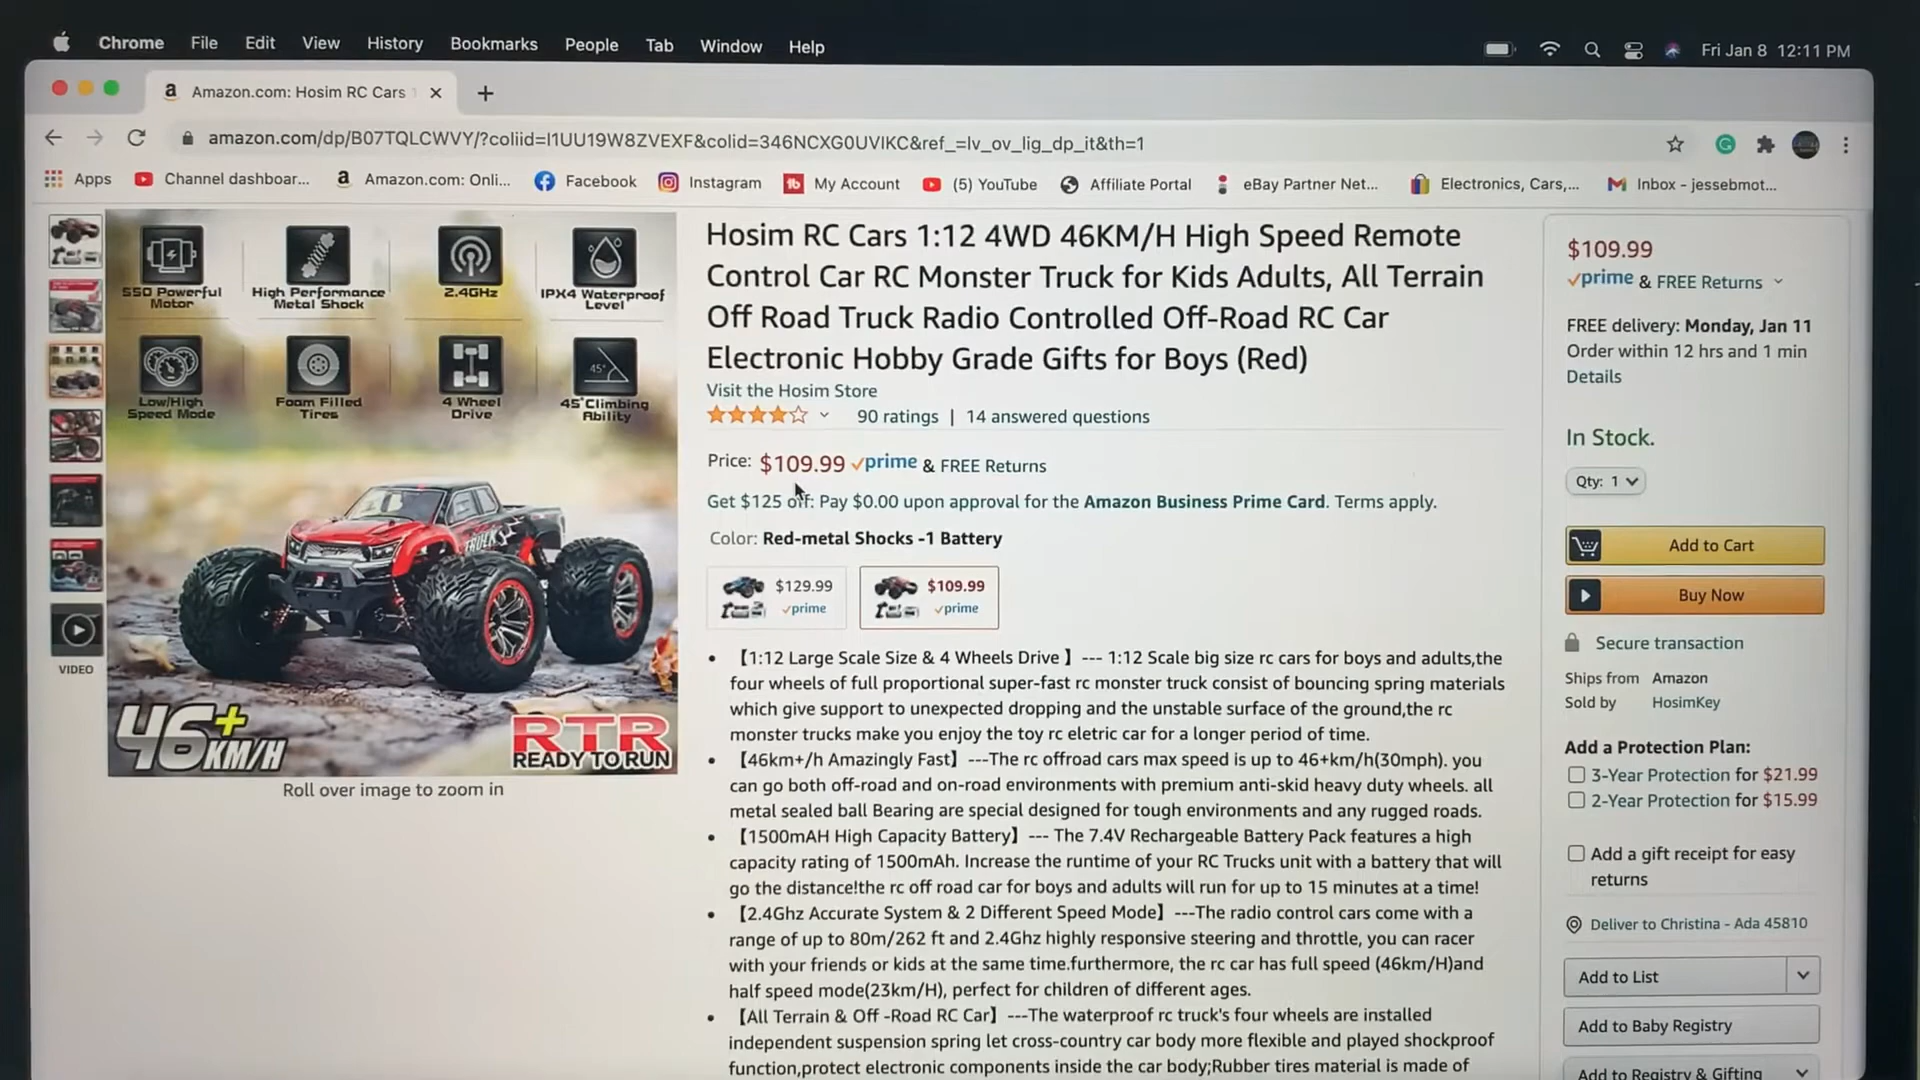 Chrome File Edit View History Bookmarks People Tab Window Help
Fri Jan 8 12:11 PM
Amazon.com: Hosim RC Cars
amazon.com/dp/B07TQLCWVY/?coliid=I1UU19W8ZVEXF&colid=346NCXG0UVIKC&ref_=lv_ov_lig_dp_it&th=1
Apps Channel dashboar... Amazon.com: Onli... Facebook Instagram My Account (5) YouTube Affiliate Portal eBay Partner Net... Electronics, Cars,... Inbox - jessebmot...
550 Powerful Motor
High Performance Metal Shock
2.4GHz
IPX4 Waterproof Level
Low/High Speed Mode
Foam Filled Tires
4 Wheel Drive
45°
45°Climbing Ability
TRUCK
46+KM/H
RTR
READY TO RUN
VIDEO
Roll over image to zoom in
Hosim RC Cars 1:12 4WD 46KM/H High Speed Remote
Control Car RC Monster Truck for Kids Adults, All Terrain
Off Road Truck Radio Controlled Off-Road RC Car
Electronic Hobby Grade Gifts for Boys (Red)
Visit the Hosim Store
90 ratings | 14 answered questions
Price: $109.99 prime & FREE Returns
Get $125 off: Pay $0.00 upon approval for the Amazon Business Prime Card. Terms apply.
Color: Red-metal Shocks -1 Battery
$129.99 prime
$109.99 prime
• 【1:12 Large Scale Size & 4 Wheels Drive 】--- 1:12 Scale big size rc cars for boys and adults,the
four wheels of full proportional super-fast rc monster truck consist of bouncing spring materials
which give support to unexpected dropping and the unstable surface of the ground,the rc
monster trucks make you enjoy the toy rc eletric car for a longer period of time.
• 【46km+/h Amazingly Fast】---The rc offroad cars max speed is up to 46+km/h(30mph). you
can go both off-road and on-road environments with premium anti-skid heavy duty wheels. all
metal sealed ball Bearing are special designed for tough environments and any rugged roads.
• 【1500mAH High Capacity Battery】--- The 7.4V Rechargeable Battery Pack features a high
capacity rating of 1500mAh. Increase the runtime of your RC Trucks unit with a battery that will
go the distance!the rc off road car for boys and adults will run for up to 15 minutes at a time!
• 【2.4Ghz Accurate System & 2 Different Speed Mode】---The radio control cars come with a
range of up to 80m/262 ft and 2.4Ghz highly responsive steering and throttle, you can racer
with your friends or kids at the same time.furthermore, the rc car has full speed (46km/H)and
half speed mode(23km/H), perfect for children of different ages.
• 【All Terrain & Off -Road RC Car】---The waterproof rc truck's four wheels are installed
independent suspension spring let cross-country car body more flexible and played shockproof
function,protect electronic components inside the car body;Rubber tires material is made of
$109.99
prime & FREE Returns
FREE delivery: Monday, Jan 11
Order within 12 hrs and 1 min
Details
In Stock.
Qty: 1
Add to Cart
Buy Now
Secure transaction
Ships from Amazon
Sold by HosimKey
Add a Protection Plan:
3-Year Protection for $21.99
2-Year Protection for $15.99
Add a gift receipt for easy
returns
Deliver to Christina - Ada 45810
Add to List
Add to Baby Registry
Add to Registry & Gifting